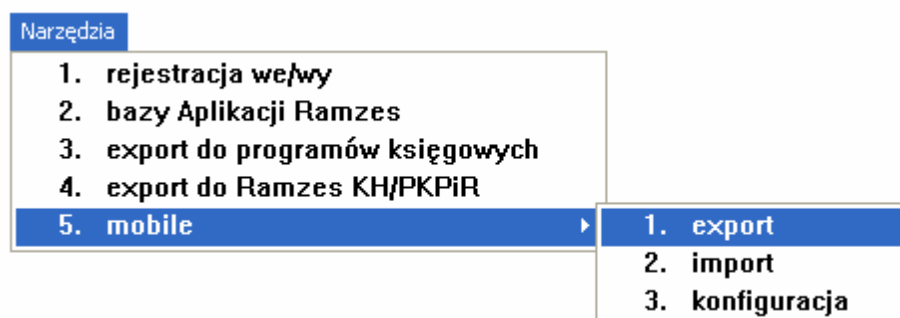 Narzędzia
1. rejestracja we/wy
2. bazy Aplikacji Ramzes
3. export do programów księgowych
4. export do Ramzes KH/PKPiR
5. mobile
1. export
2. import
3. konfiguracja